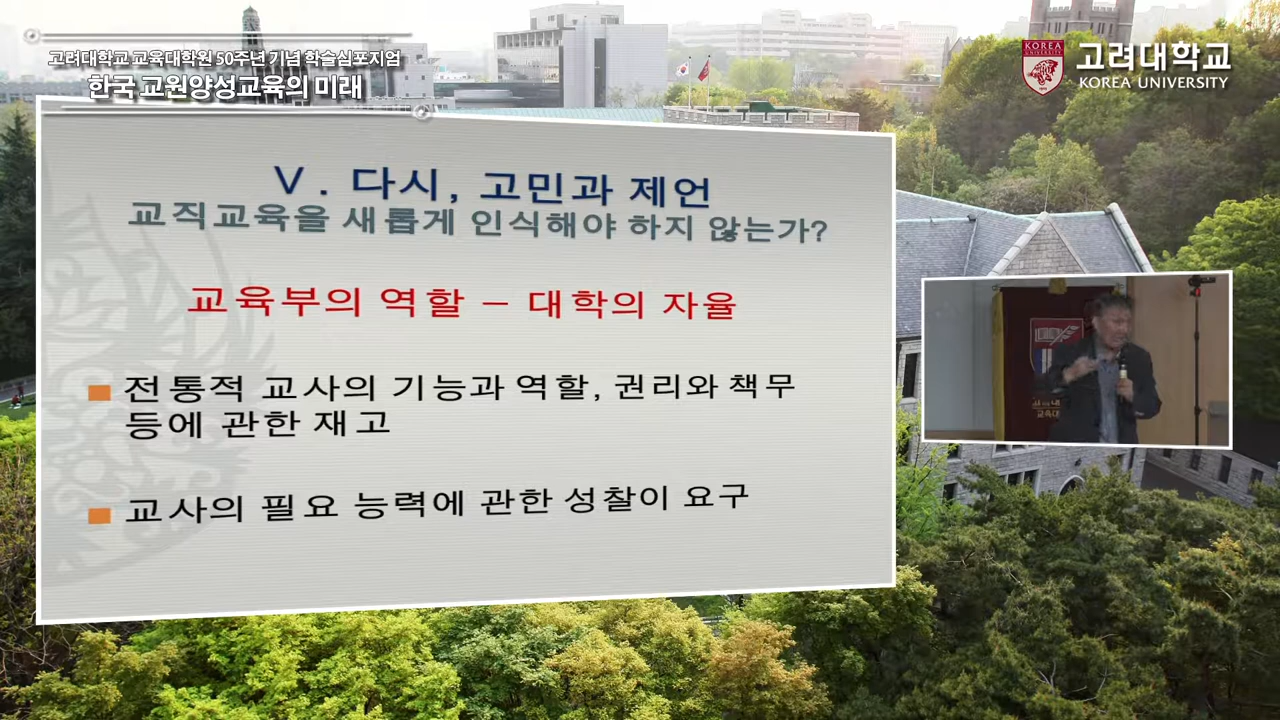 고려대학교 교육대학원 50주년 기념 학술심포지엄
한국 교원양성교육의 미래
KOREA
고려대학교
KOREA UNIVERSITY
Ⅴ. 다시, 고민과 제언
교직교육을 새롭게 인식해야 하지 않는가?
교육부의 역할 – 대학의 자율
전통적 교사의 기능과 역할, 권리와 책무
등에 관한 재고
교사의 필요 능력에 관한 성찰이 요구